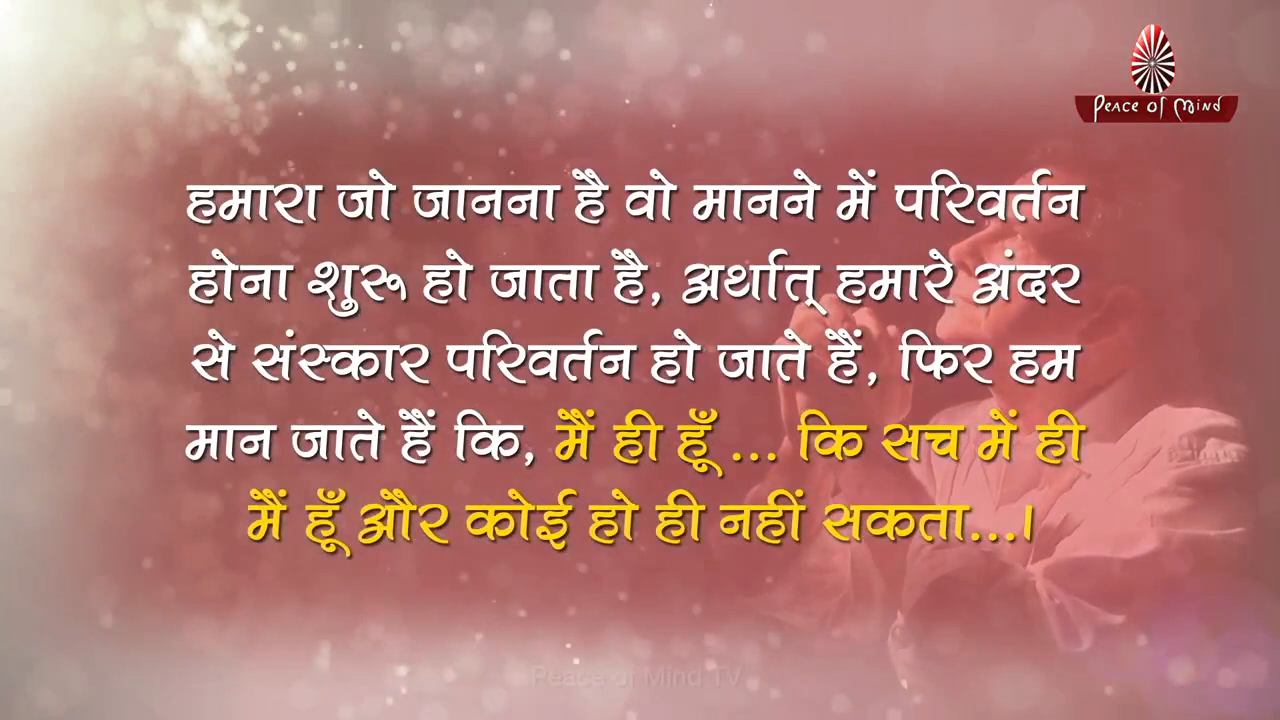 Peace of Mind
हमारा जो जानना है वो मानने में परिवर्तन
होना शुरू हो जाता है, अर्थात् हमारे अंदर
से संस्कार परिवर्तन हो जाते हैं, फिर हम
मान जाते हैं कि, मैं ही हूँ ... कि सच में ही
मैं हूँ और कोई हो ही नहीं सकता...।
Peace of Mind TV